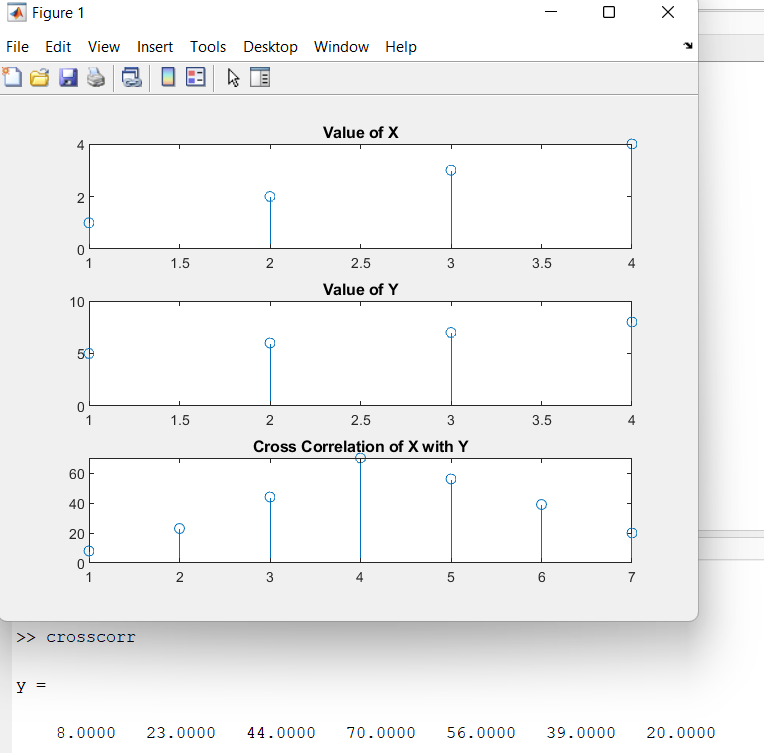 Figure 1
File Edit View Insert Tools Desktop Window Help
Value of X
4
2
0
1 1.5 2 2.5 3 3.5 4
Value of Y
10
5
0
1 1.5 2 2.5 3 3.5 4
Cross Correlation of X with Y
60
40
20
0
1 2 3 4 5 6 7
>> crosscorr
y =
8.0000 23.0000 44.0000 70.0000 56.0000 39.0000 20.0000